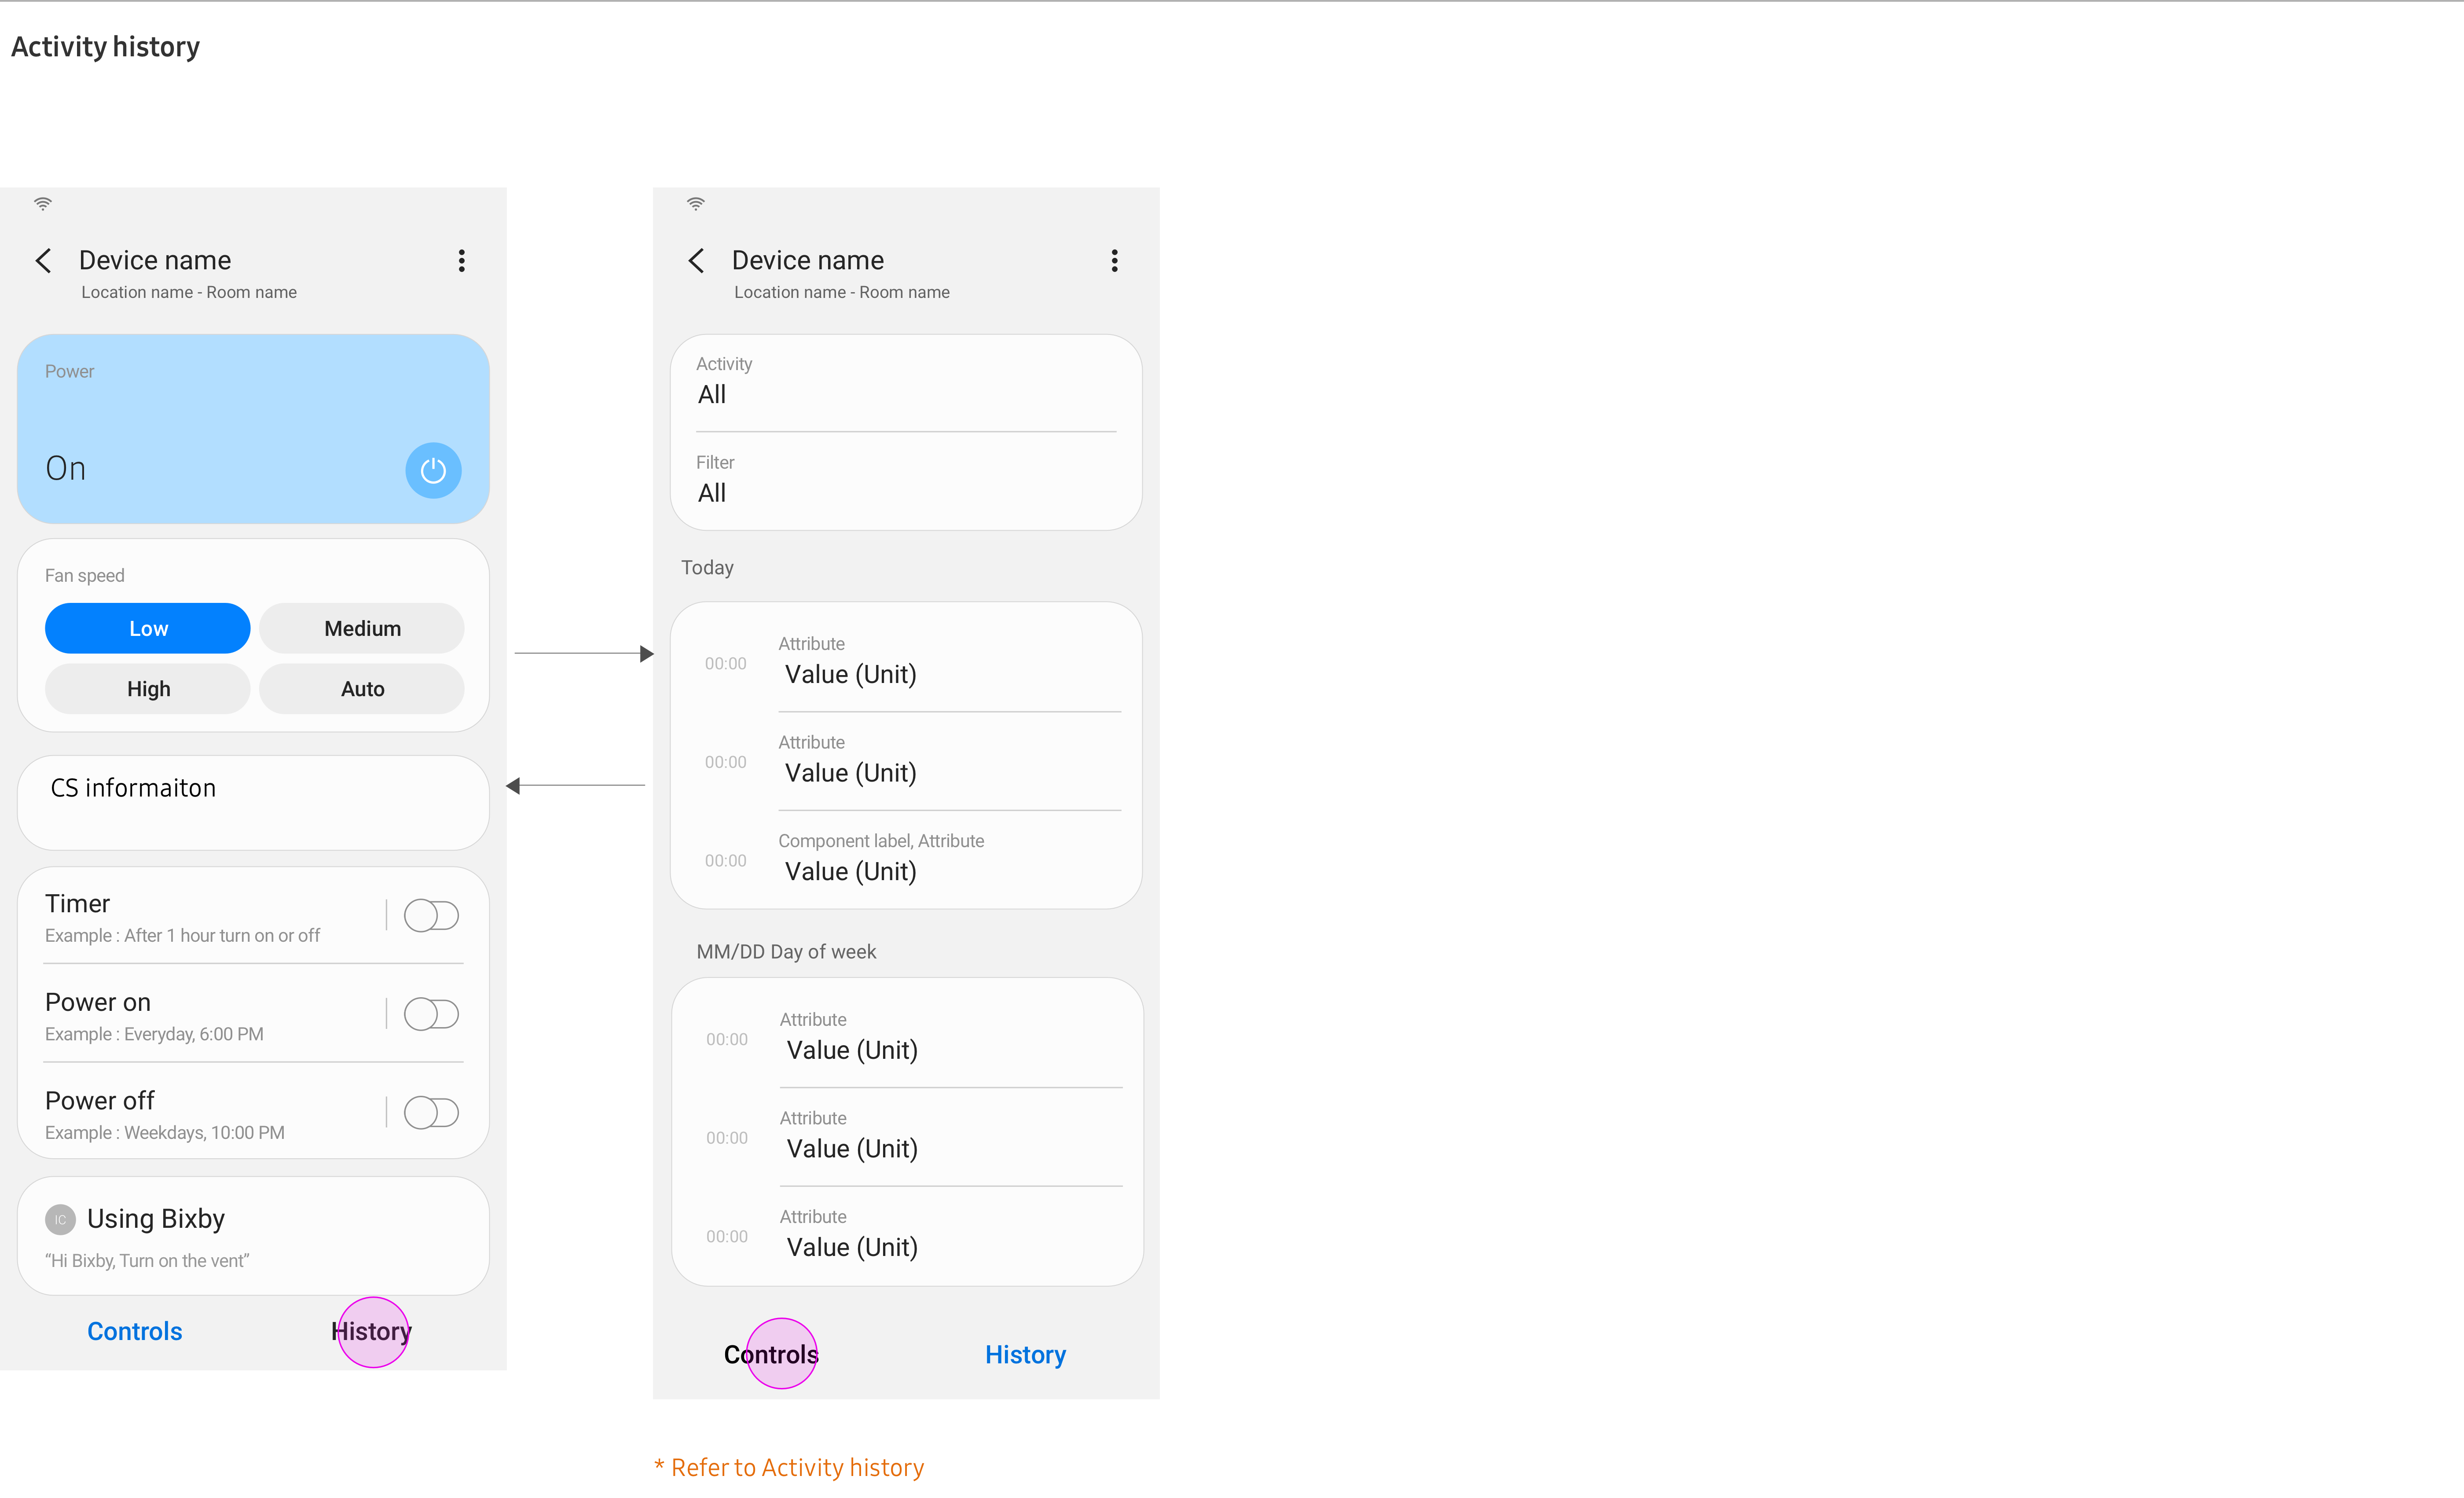 Activity history
Device name
Location name - Room name
Power
On
Fan speed
Low
Medium
High
Auto
CS informaiton
Timer
Example : After 1 hour turn on or off
Power on
Example : Everyday, 6:00 PM
Power off
Example : Weekdays, 10:00 PM
IC
Using Bixby
“Hi Bixby, Turn on the vent”
Controls
History
Device name
Location name - Room name
Activity
All
Filter
All
Today
Attribute
00:00
Value (Unit)
Attribute
00:00
Value (Unit)
Component label, Attribute
00:00
Value (Unit)
MM/DD Day of week
Attribute
00:00
Value (Unit)
Attribute
00:00
Value (Unit)
Attribute
00:00
Value (Unit)
Controls
History
* Refer to Activity history